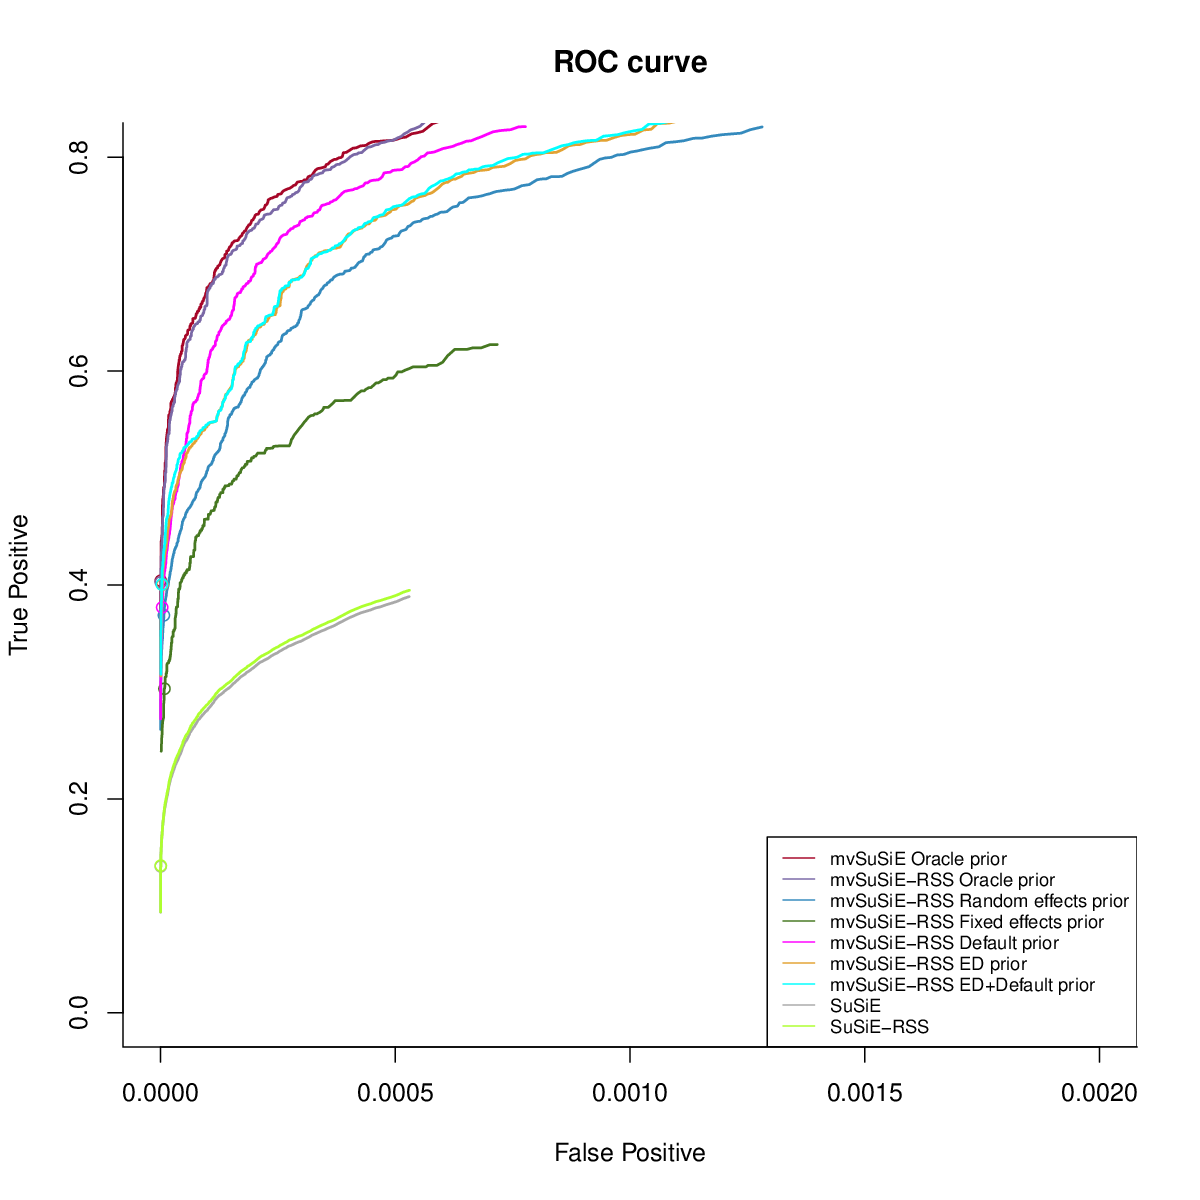 ROC curve
True Positive
0.8
0.6
0.4
0.2
0.0
mvSuSiE Oracle prior
mvSuSiE−RSS Oracle prior
mvSuSiE−RSS Random effects prior
mvSuSiE−RSS Fixed effects prior
mvSuSiE−RSS Default prior
mvSuSiE−RSS ED prior
mvSuSiE−RSS ED+Default prior
SuSiE
SuSiE−RSS
0.0000 0.0005 0.0010 0.0015 0.0020
False Positive